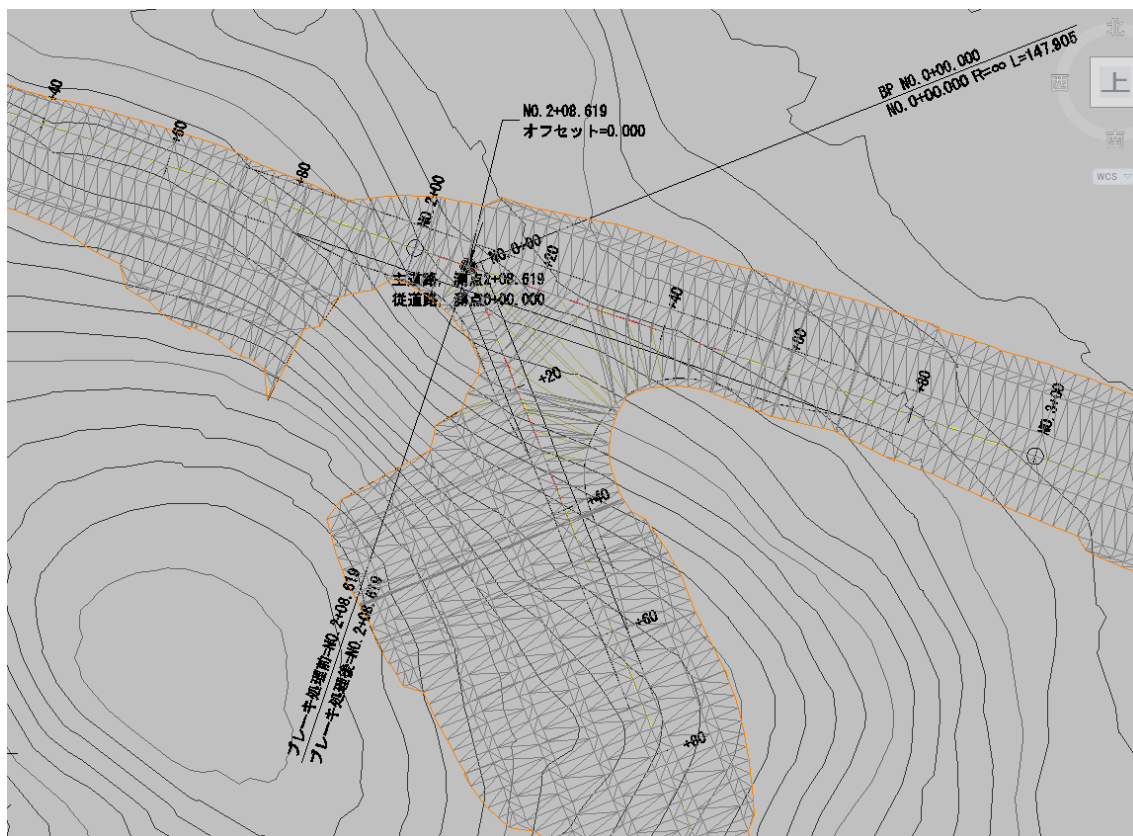 北
西
上
南
WCS
BP NO.0+00.000
NO.0+00.000 R=∞ L=147.905
NO.2+08.619
オフセット=0.000
+40
+60
+80
NO.2+00
NO.0+00
+20
主道路, 測点2+08.619
従道路, 測点0+00.000
+40
+60
+80
NO.3+00
+20
+40
+60
+80
ブレーキ処理前=NO.2+08.619
ブレーキ処理後=NO.2+08.619